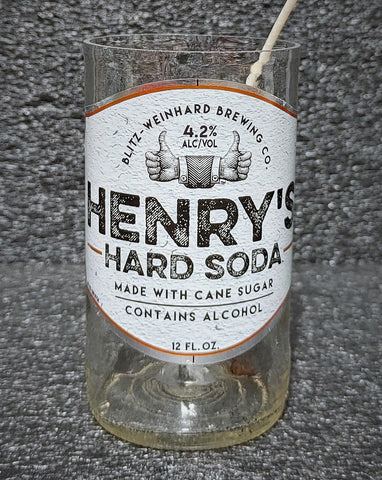 BLITZ-WEINHARD BREWING CO.
4.2%
ALC/VOL
HENRY'S
HARD SODA
MADE WITH CANE SUGAR
CONTAINS ALCOHOL
12 FL. OZ.